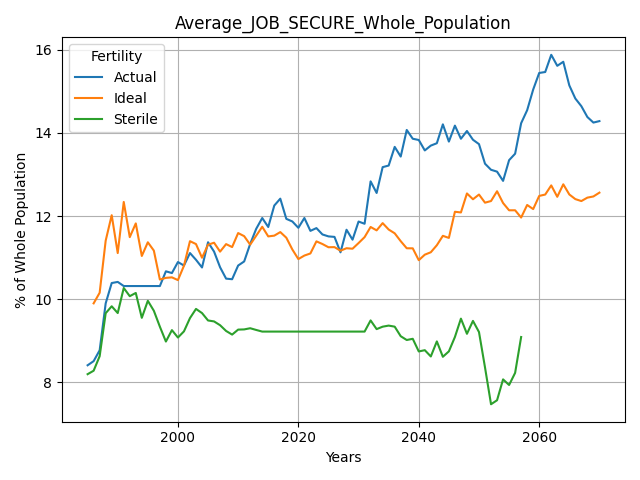 Average_JOB_SECURE_Whole_Population
Fertility
Actual
Ideal
Sterile
% of Whole Population
16
14
12
10
8
2000
2020
2040
2060
Years